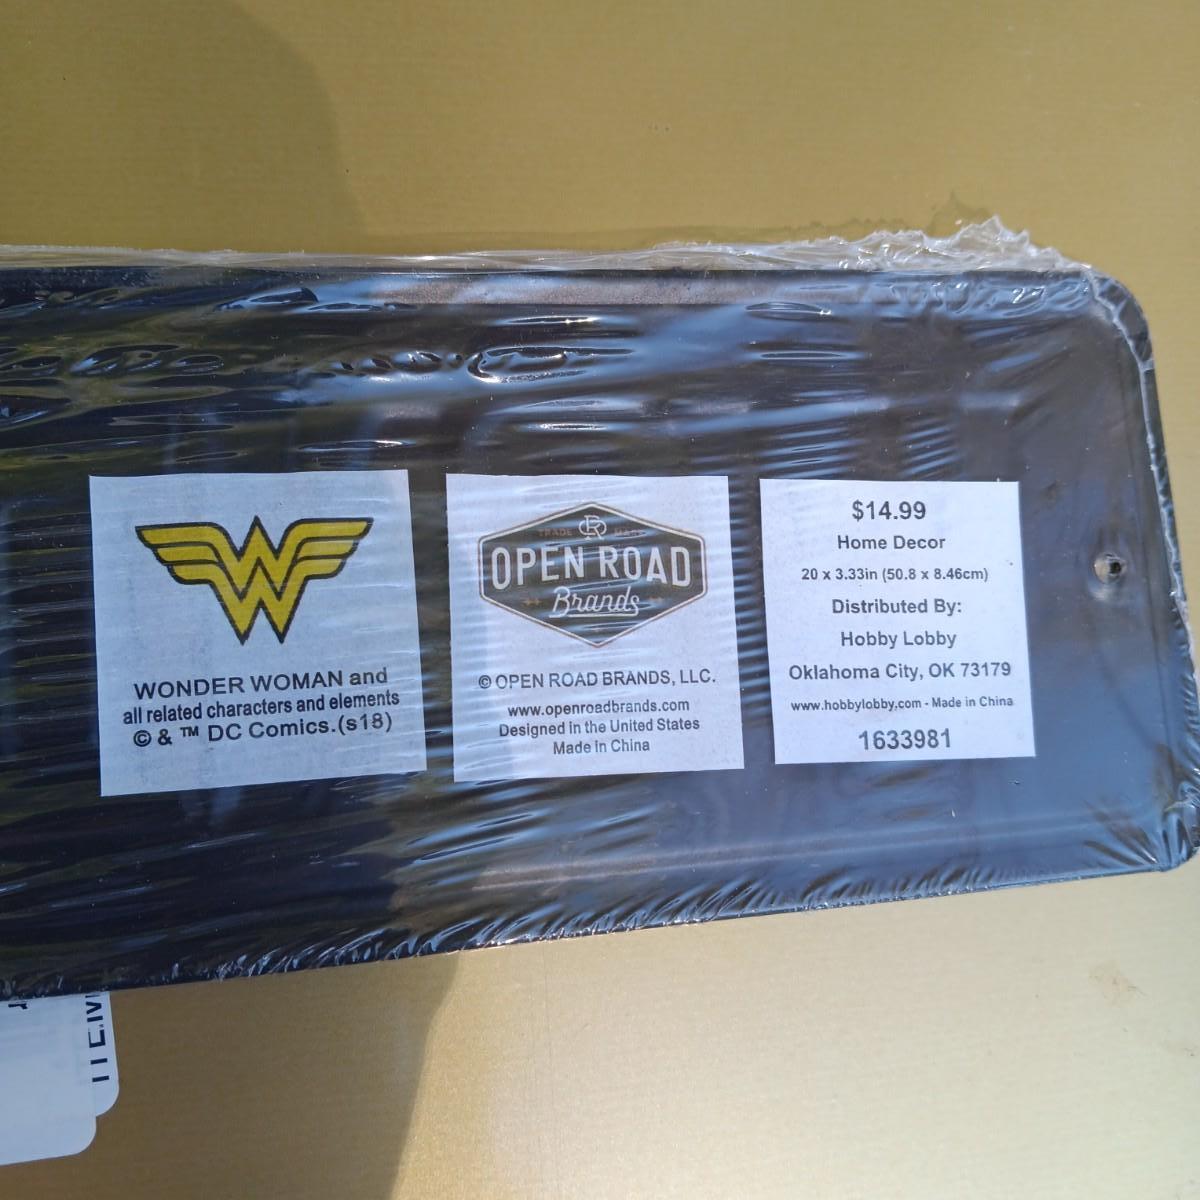 WONDER WOMAN and
all related characters and elements
© & ™ DC Comics.(s18)
TRADE MARK
OPEN ROAD
Brands
© OPEN ROAD BRANDS, LLC.
www.openroadbrands.com
Designed in the United States
Made in China
$14.99
Home Decor
20 x 3.33in (50.8 x 8.46cm)
Distributed By:
Hobby Lobby
Oklahoma City, OK 73179
www.hobbylobby.com - Made in China
1633981
ITEM